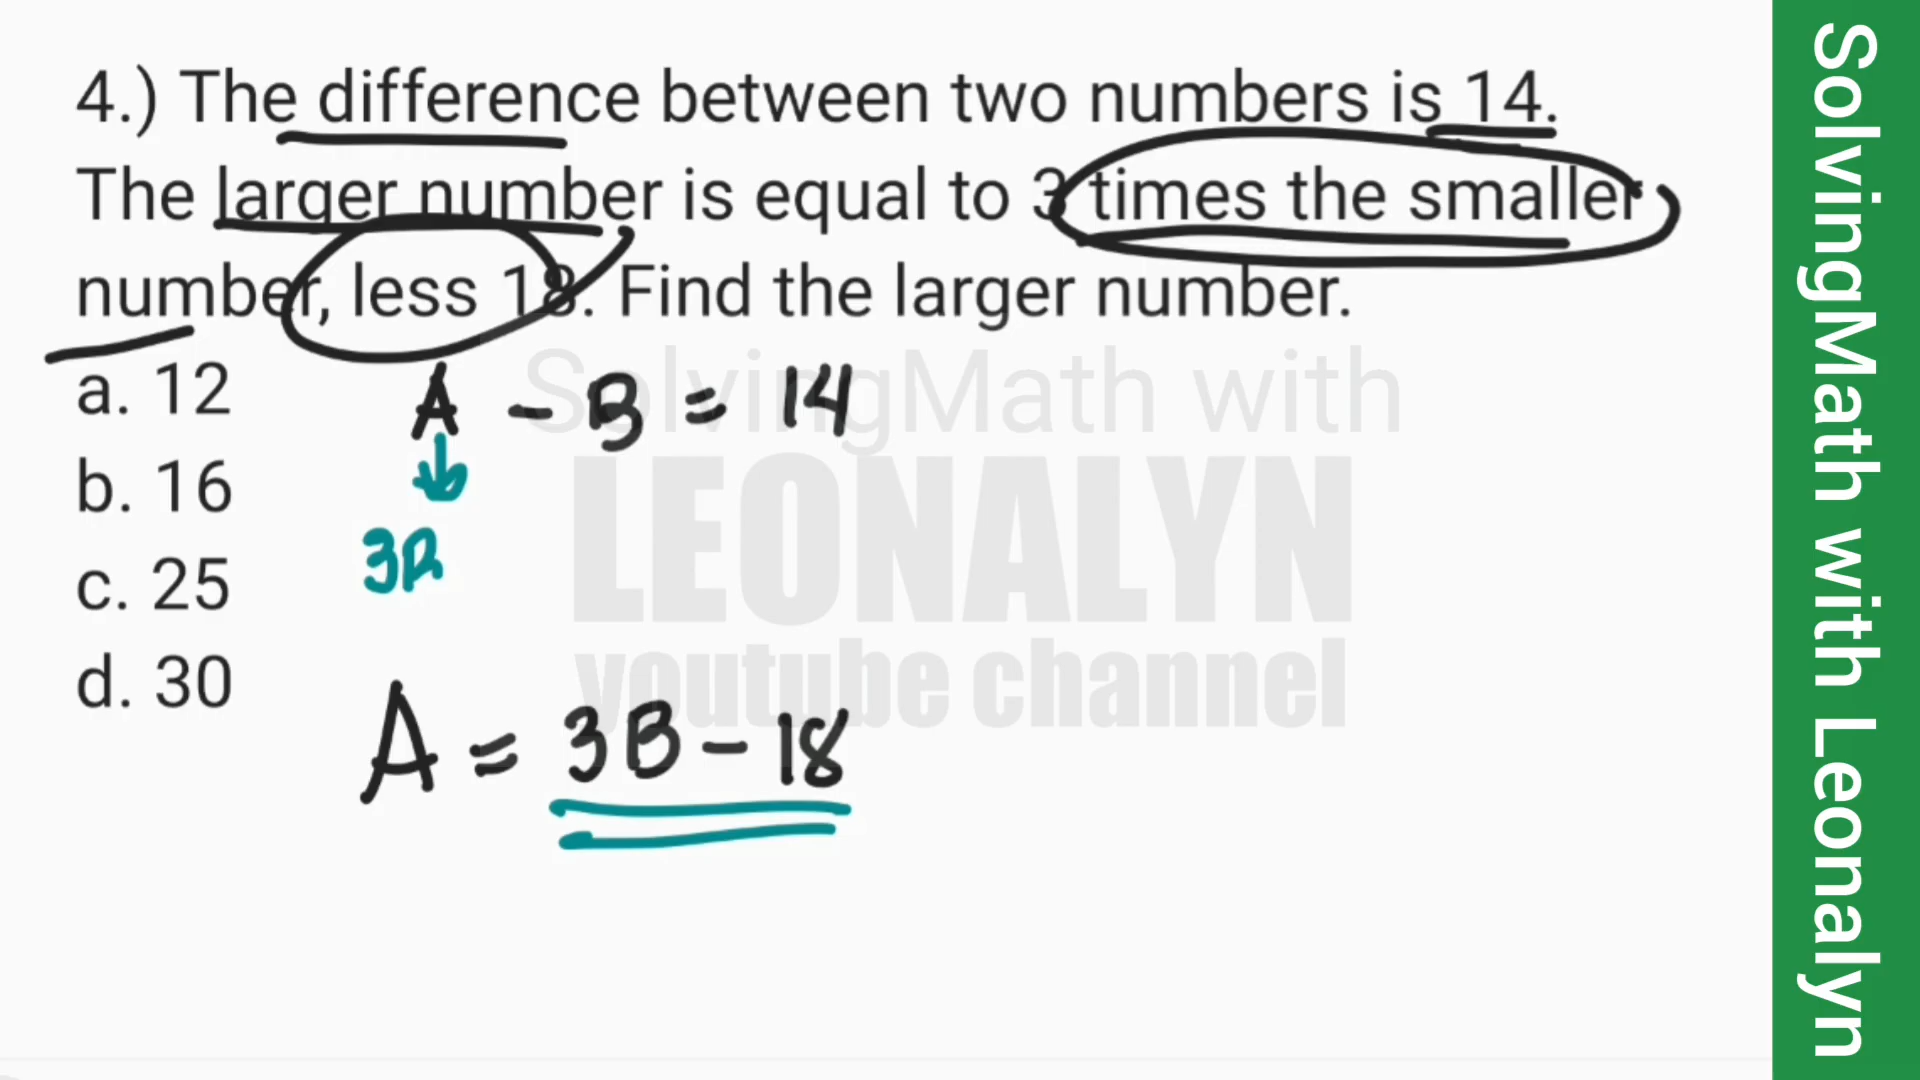 4.) The difference between two numbers is 14.
The larger number is equal to 3 times the smaller
number, less 18. Find the larger number.
a. 12
b. 16
c. 25
d. 30
A - B = 14
3B
A = 3B - 18
SolvingMath with
LEONALYN
youtube channel
SolvingMath with Leonalyn